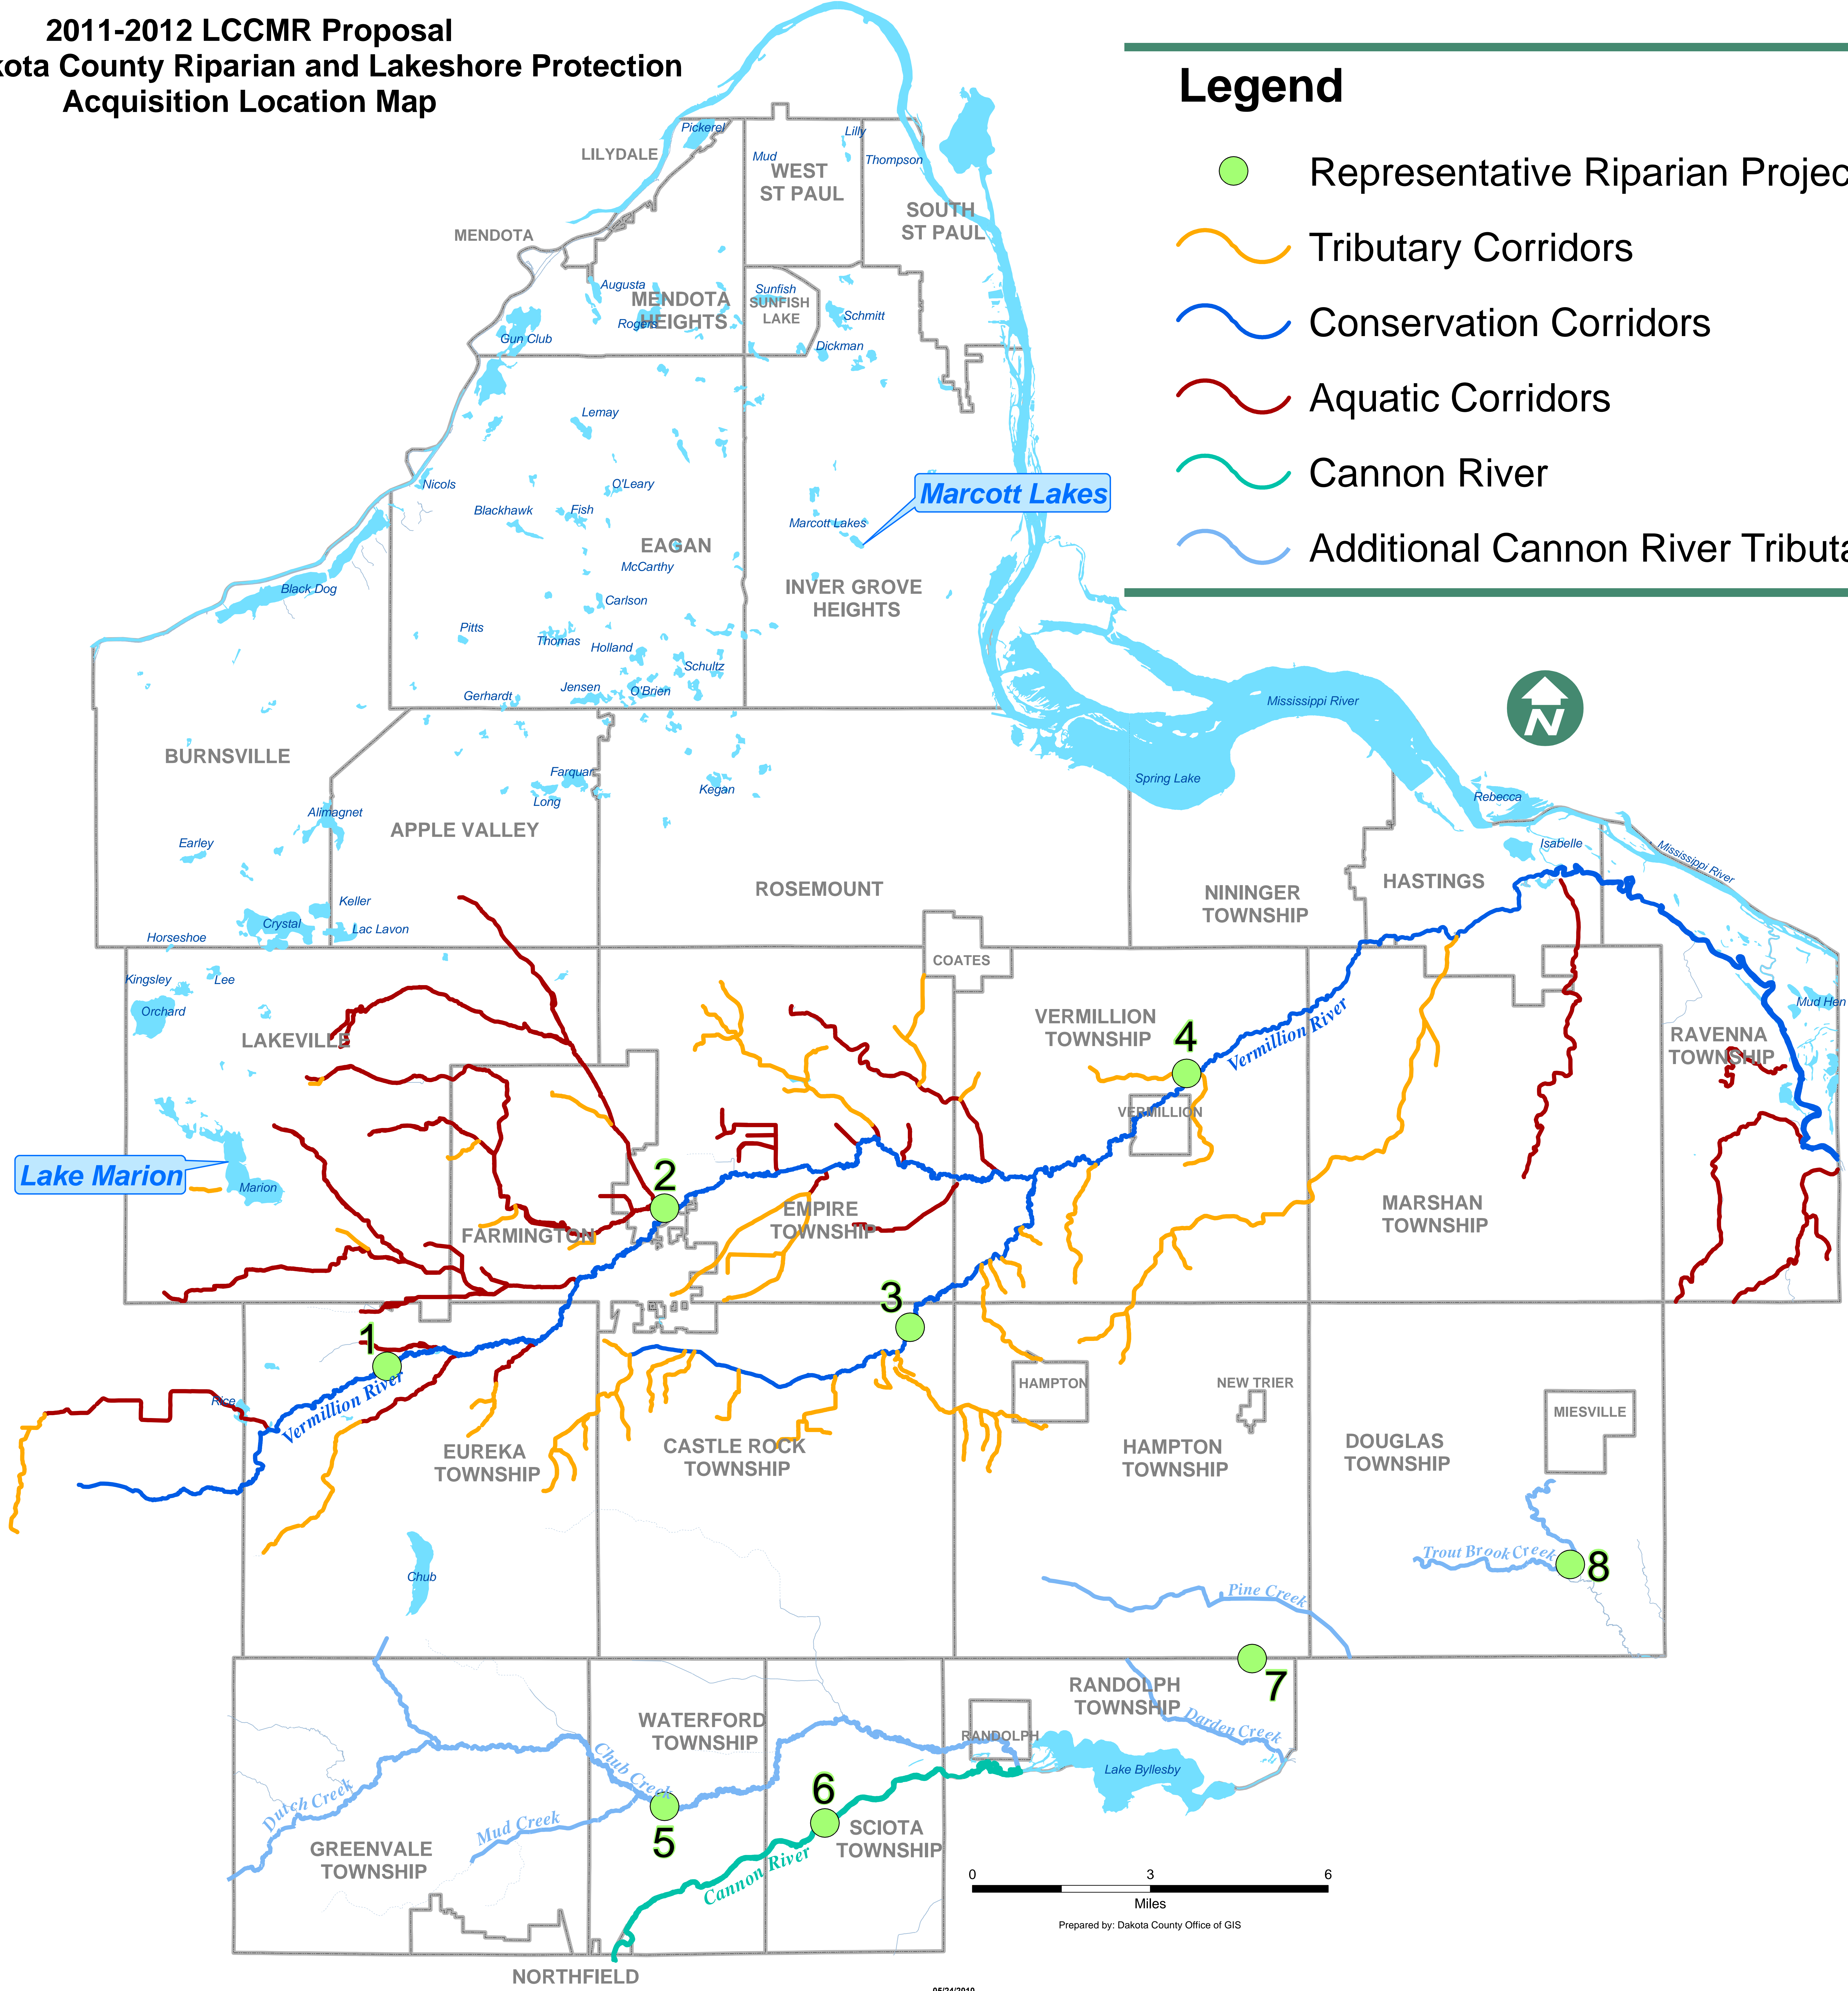 2011-2012 LCCMR Proposal
kota County Riparian and Lakeshore Protection
Acquisition Location Map
Legend
Representative Riparian Projec
Tributary Corridors
Conservation Corridors
Aquatic Corridors
Cannon River
Additional Cannon River Tributa
Pickerel
LILYDALE
Mud
Lilly
Thompson
WEST
ST PAUL
SOUTH
ST PAUL
MENDOTA
Augusta
MENDOTA
HEIGHTS
Rogers
Gun Club
Sunfish
SUNFISH
LAKE
Schmitt
Dickman
Lemay
Nicols
O'Leary
Blackhawk
Fish
Marcott Lakes
Marcott Lakes
EAGAN
McCarthy
INVER GROVE
HEIGHTS
Black Dog
Carlson
Pitts
Thomas
Holland
Schultz
Gerhardt
Jensen
O'Brien
Mississippi River
N
BURNSVILLE
Farquar
Long
Kegan
Spring Lake
Rebecca
Alimagnet
APPLE VALLEY
Earley
Isabelle
Mississippi River
ROSEMOUNT
NININGER
TOWNSHIP
HASTINGS
Keller
Crystal
Lac Lavon
Horseshoe
COATES
Kingsley
Lee
Orchard
Mud Hen
LAKEVILLE
VERMILLION
TOWNSHIP
4
Vermillion River
RAVENNA
TOWNSHIP
VERMILLION
Lake Marion
Marion
2
FARMINGTON
EMPIRE
TOWNSHIP
MARSHAN
TOWNSHIP
3
1
Vermillion River
Rice
HAMPTON
NEW TRIER
MIESVILLE
EUREKA
TOWNSHIP
CASTLE ROCK
TOWNSHIP
HAMPTON
TOWNSHIP
DOUGLAS
TOWNSHIP
Chub
Trout Brook Creek
8
Pine Creek
7
RANDOLPH
TOWNSHIP
Darden Creek
WATERFORD
TOWNSHIP
RANDOLPH
Lake Byllesby
Chub Creek
Dutch Creek
Mud Creek
5
6
GREENVALE
TOWNSHIP
SCIOTA
TOWNSHIP
Cannon River
0 3 6
Miles
Prepared by: Dakota County Office of GIS
NORTHFIELD